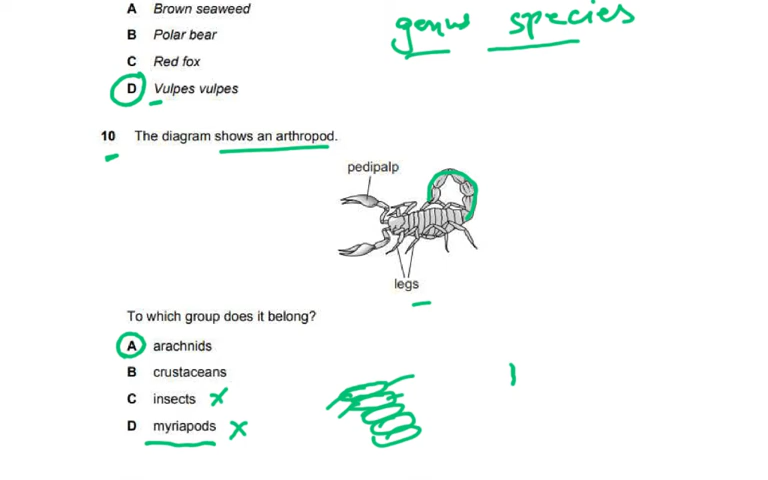 A Brown seaweed
genus species
B Polar bear
C Red fox
D Vulpes vulpes
10 The diagram shows an arthropod.
pedipalp
legs
To which group does it belong?
A arachnids
B crustaceans
C insects
D myriapods